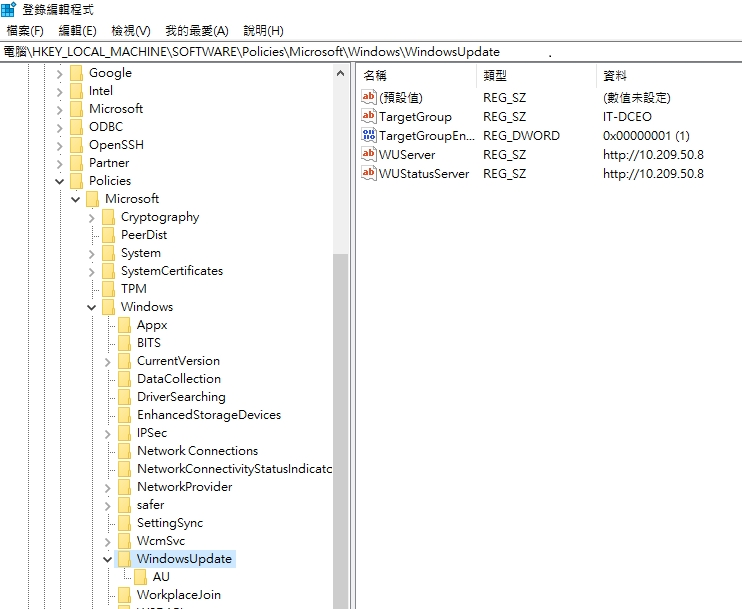 登錄編輯程式
檔案(F) 編輯(E) 檢視(V) 我的最愛(A) 說明(H)
電腦\HKEY_LOCAL_MACHINE\SOFTWARE\Policies\Microsoft\Windows\WindowsUpdate
Google
Intel
Microsoft
ODBC
OpenSSH
Partner
Policies
Microsoft
Cryptography
PeerDist
System
SystemCertificates
TPM
Windows
Appx
BITS
CurrentVersion
DataCollection
DriverSearching
EnhancedStorageDevices
IPSec
Network Connections
NetworkConnectivityStatusIndicato
NetworkProvider
safer
SettingSync
WcmSvc
WindowsUpdate
AU
WorkplaceJoin
名稱 類型 資料
(預設值) REG_SZ (數值未設定)
TargetGroup REG_SZ IT-DCEO
TargetGroupEn... REG_DWORD 0x00000001 (1)
WUServer REG_SZ http://10.209.50.8
WUStatusServer REG_SZ http://10.209.50.8